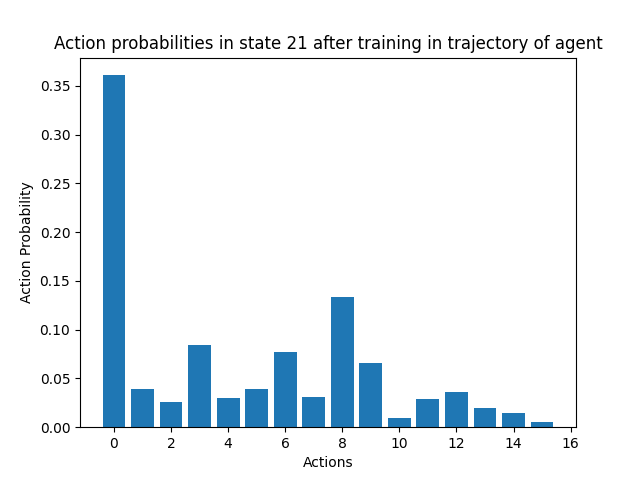 Action probabilities in state 21 after training in trajectory of agent
0.35
0.30
0.25
0.20
0.15
0.10
0.05
0.00
Action Probability
0 2 4 6 8 10 12 14 16
Actions